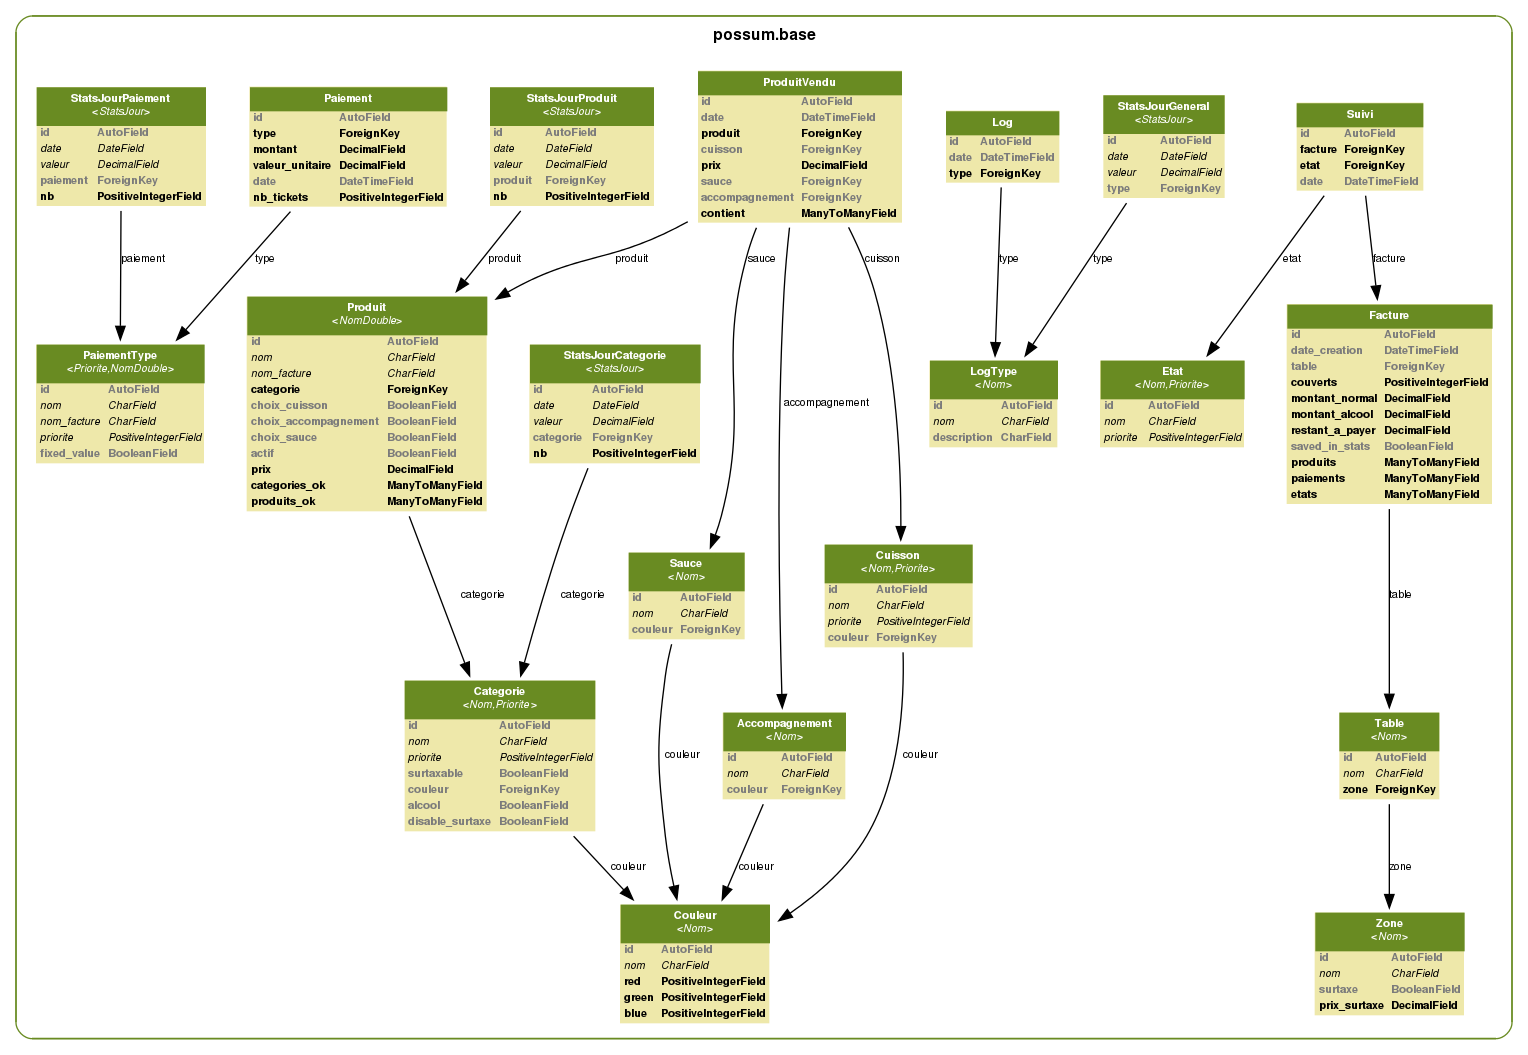 possum.base
StatsJourPaiement
<StatsJour>
id AutoField
date DateField
valeur DecimalField
paiement ForeignKey
nb PositiveIntegerField
Paiement
id AutoField
type ForeignKey
montant DecimalField
valeur_unitaire DecimalField
date DateTimeField
nb_tickets PositiveIntegerField
StatsJourProduit
<StatsJour>
id AutoField
date DateField
valeur DecimalField
produit ForeignKey
nb PositiveIntegerField
ProduitVendu
id AutoField
date DateTimeField
produit ForeignKey
cuisson ForeignKey
prix DecimalField
sauce ForeignKey
accompagnement ForeignKey
contient ManyToManyField
Log
id AutoField
date DateTimeField
type ForeignKey
StatsJourGeneral
<StatsJour>
id AutoField
date DateField
valeur DecimalField
type ForeignKey
Suivi
id AutoField
facture ForeignKey
etat ForeignKey
date DateTimeField
paiement
type
produit
produit
sauce
cuisson
type
type
etat
facture
PaiementType
<Priorite,NomDouble>
id AutoField
nom CharField
nom_facture CharField
priorite PositiveIntegerField
fixed_value BooleanField
Produit
<NomDouble>
id AutoField
nom CharField
nom_facture CharField
categorie ForeignKey
choix_cuisson BooleanField
choix_accompagnement BooleanField
choix_sauce BooleanField
actif BooleanField
prix DecimalField
categories_ok ManyToManyField
produits_ok ManyToManyField
StatsJourCategorie
<StatsJour>
id AutoField
date DateField
valeur DecimalField
categorie ForeignKey
nb PositiveIntegerField
accompagnement
LogType
<Nom>
id AutoField
nom CharField
description CharField
Etat
<Nom,Priorite>
id AutoField
nom CharField
priorite PositiveIntegerField
Facture
id AutoField
date_creation DateTimeField
table ForeignKey
couverts PositiveIntegerField
montant_normal DecimalField
montant_alcool DecimalField
restant_a_payer DecimalField
saved_in_stats BooleanField
produits ManyToManyField
paiements ManyToManyField
etats ManyToManyField
categorie
categorie
Sauce
<Nom>
id AutoField
nom CharField
couleur ForeignKey
Cuisson
<Nom,Priorite>
id AutoField
nom CharField
priorite PositiveIntegerField
couleur ForeignKey
table
Categorie
<Nom,Priorite>
id AutoField
nom CharField
priorite PositiveIntegerField
surtaxable BooleanField
couleur ForeignKey
alcool BooleanField
disable_surtaxe BooleanField
couleur
Accompagnement
<Nom>
id AutoField
nom CharField
couleur ForeignKey
couleur
Table
<Nom>
id AutoField
nom CharField
zone ForeignKey
couleur
couleur
zone
Couleur
<Nom>
id AutoField
nom CharField
red PositiveIntegerField
green PositiveIntegerField
blue PositiveIntegerField
Zone
<Nom>
id AutoField
nom CharField
surtaxe BooleanField
prix_surtaxe DecimalField